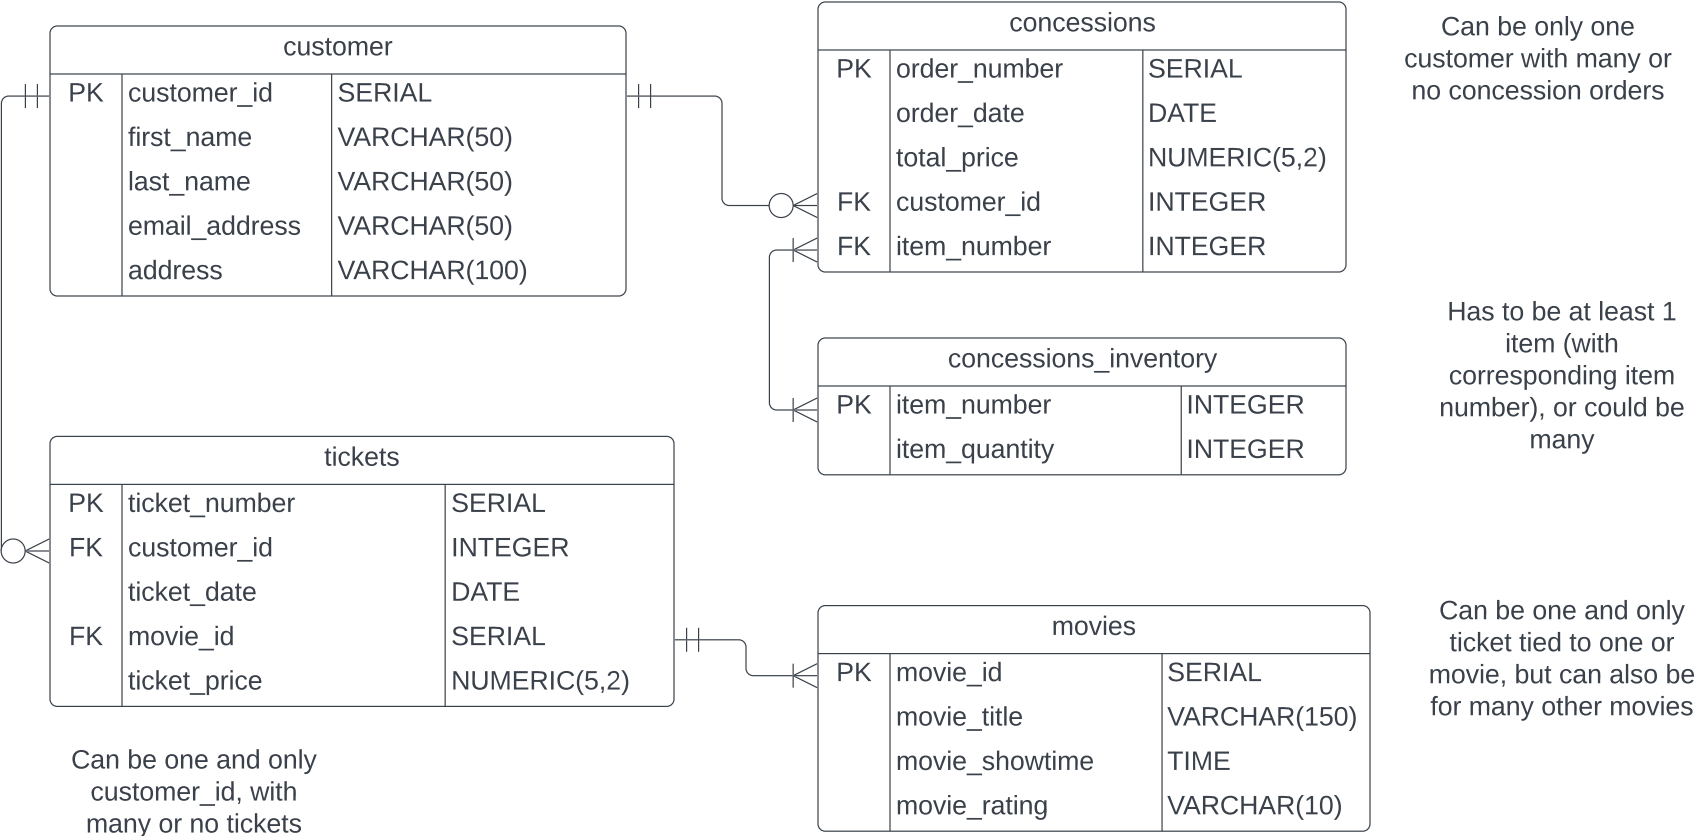 customer
PK customer_id SERIAL
first_name VARCHAR(50)
last_name VARCHAR(50)
email_address VARCHAR(50)
address VARCHAR(100)
concessions
PK order_number SERIAL
order_date DATE
total_price NUMERIC(5,2)
FK customer_id INTEGER
FK item_number INTEGER
Can be only one
customer with many or
no concession orders
concessions_inventory
PK item_number INTEGER
item_quantity INTEGER
Has to be at least 1
item (with
corresponding item
number), or could be
many
tickets
PK ticket_number SERIAL
FK customer_id INTEGER
ticket_date DATE
FK movie_id SERIAL
ticket_price NUMERIC(5,2)
Can be one and only
customer_id, with
many or no tickets
movies
PK movie_id SERIAL
movie_title VARCHAR(150)
movie_showtime TIME
movie_rating VARCHAR(10)
Can be one and only
ticket tied to one or
movie, but can also be
for many other movies